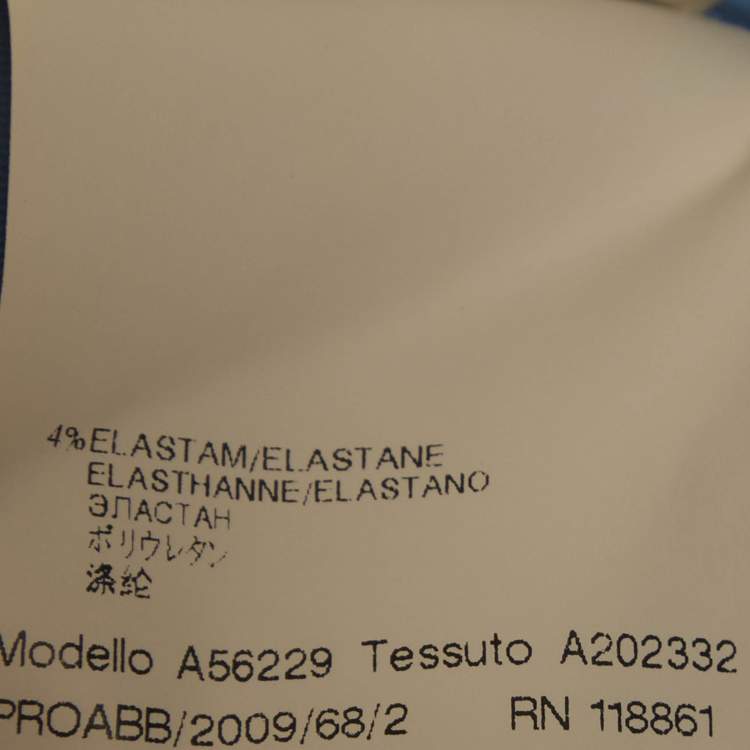 4% ELASTAM/ELASTANE
ELASTHANNE/ELASTANO
ЭЛАСТАН
ポリウレタン
涤纶
Modello A56229 Tessuto A202332
PROABB/2009/68/2 RN 118861